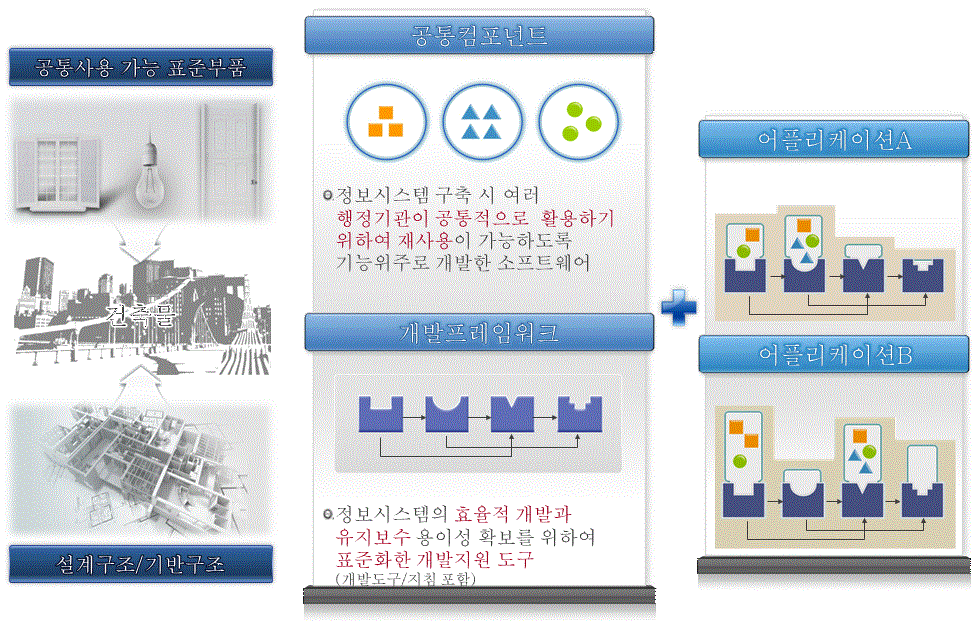 공통사용 가능 표준부품
건축물
설계구조/기반구조
공통컴포넌트
정보시스템 구축 시 여러
행정기관이 공통적으로 활용하기
위하여 재사용이 가능하도록
기능위주로 개발한 소프트웨어
개발프레임워크
정보시스템의 효율적 개발과
유지보수 용이성 확보를 위하여
표준화한 개발지원 도구
(개발도구/지침 포함)
어플리케이션A
어플리케이션B